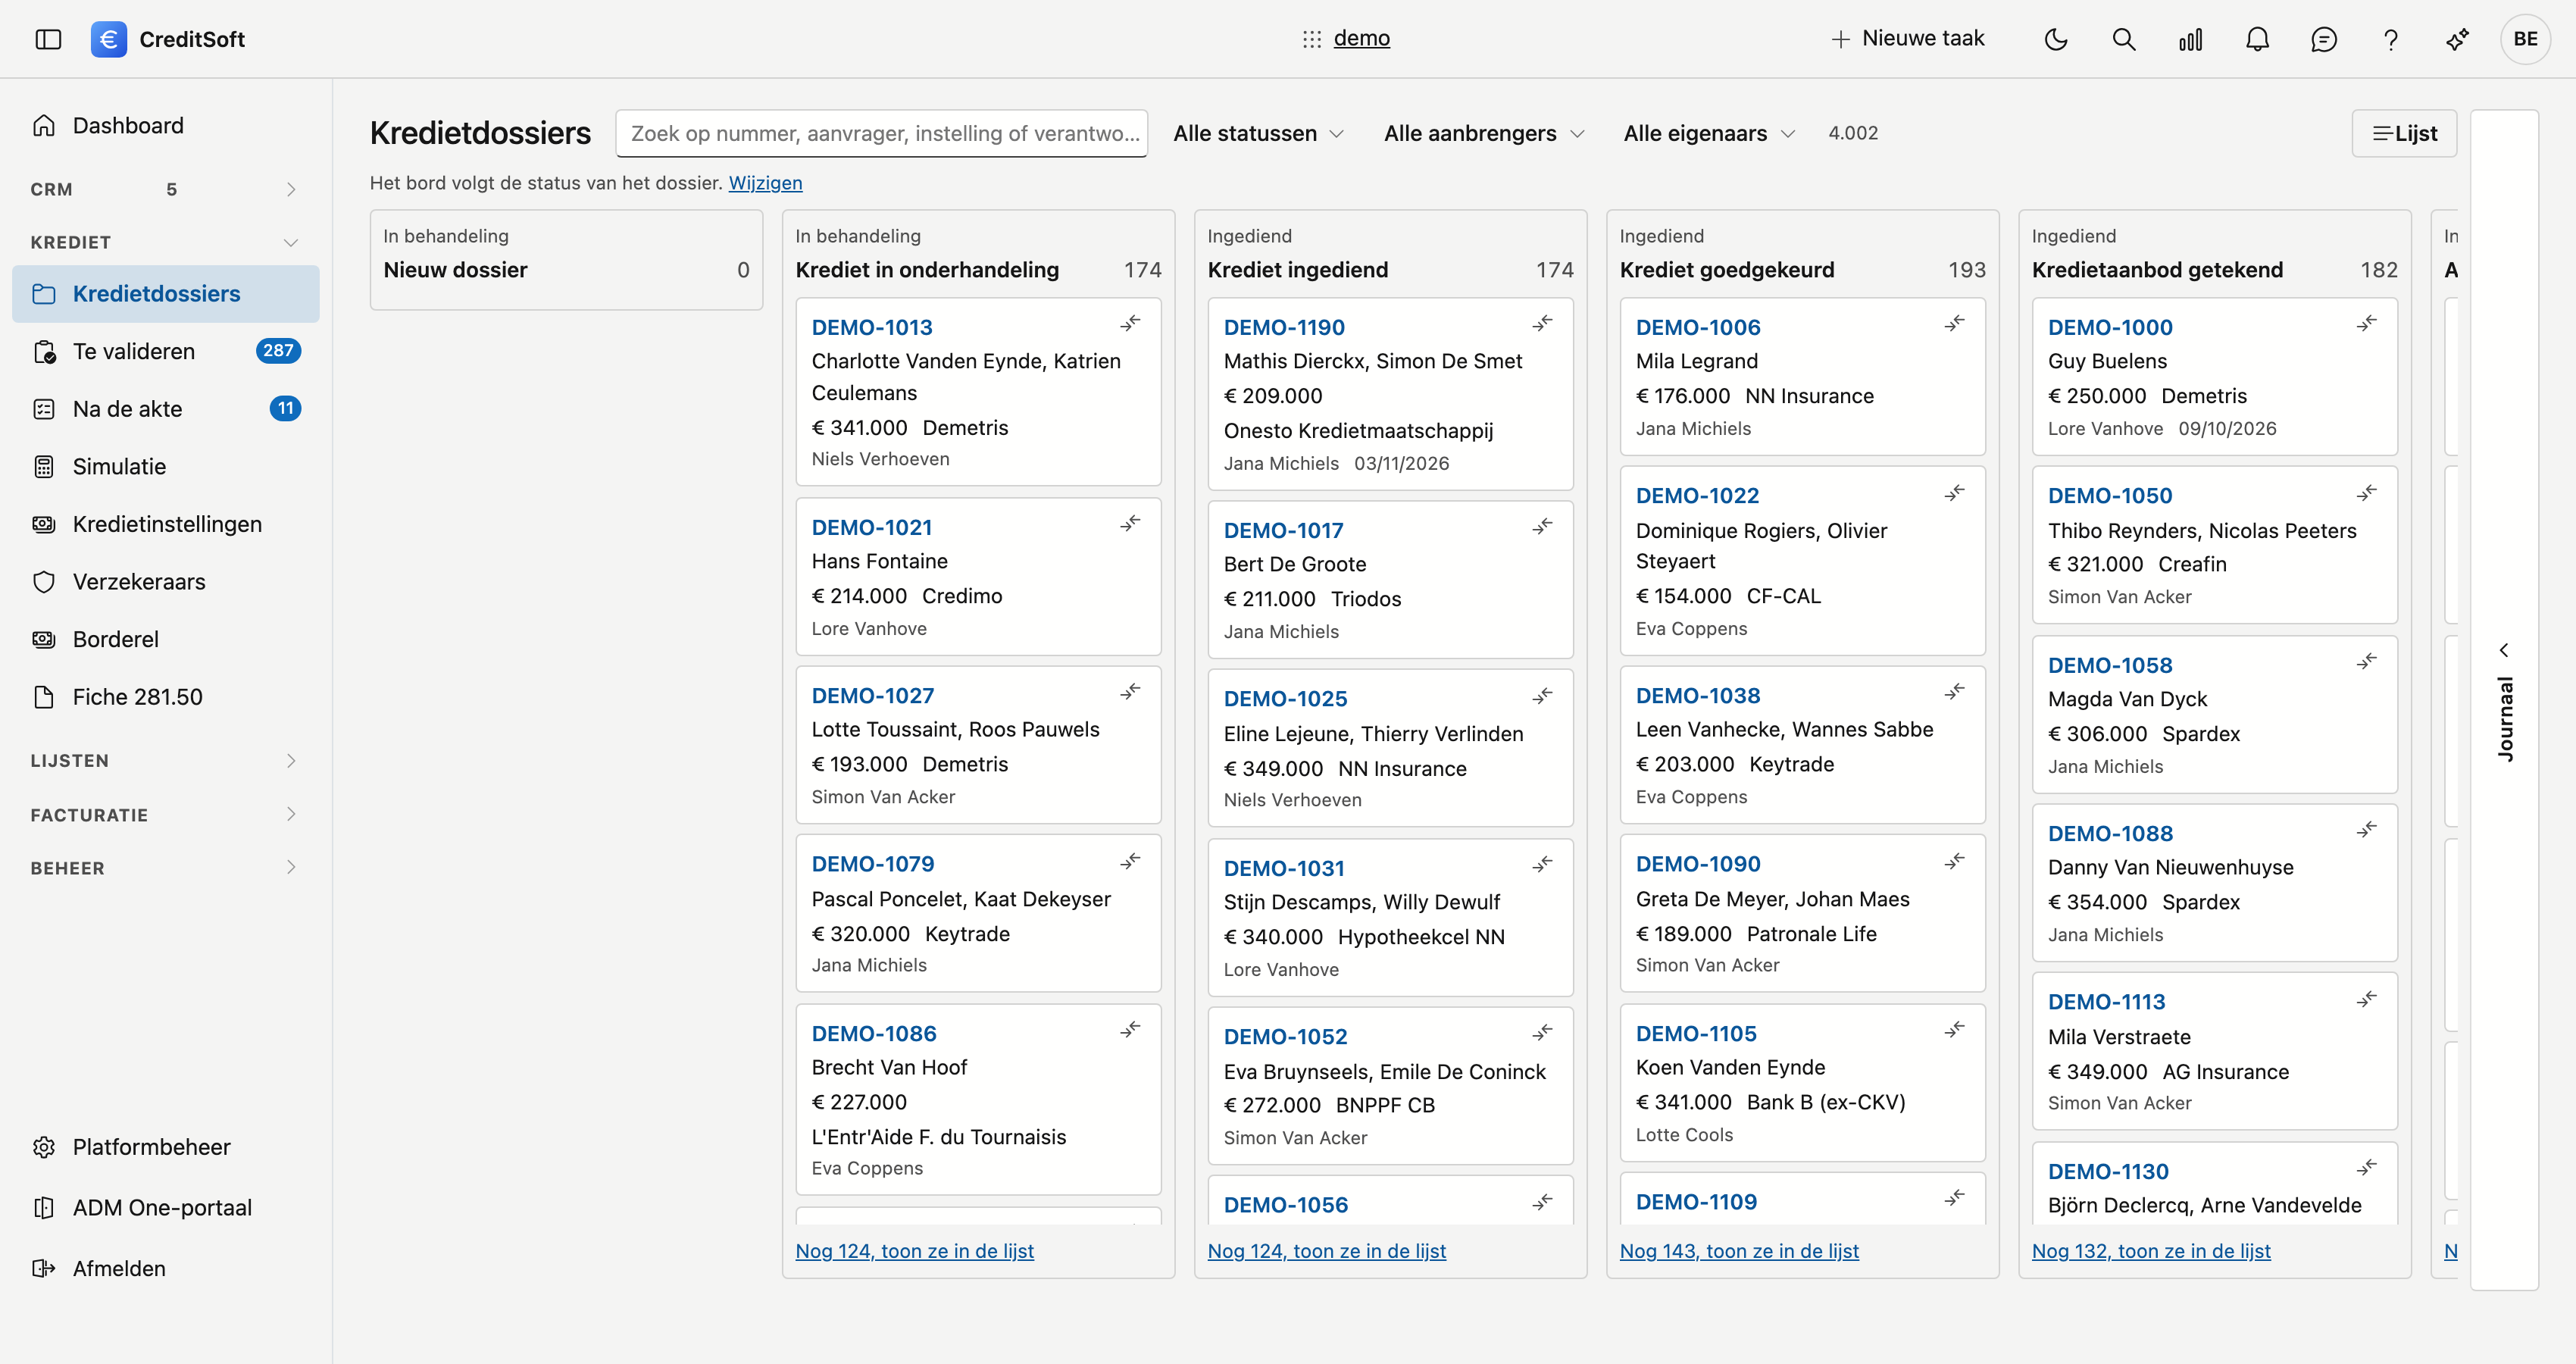 CreditSoft
demo
Nieuwe taak
BE
Dashboard
CRM 5
KREDIET
Kredietdossiers
Te valideren 287
Na de akte 11
Simulatie
Kredietinstellingen
Verzekeraars
Borderel
Fiche 281.50
LIJSTEN
FACTURATIE
BEHEER
Platformbeheer
ADM One-portaal
Afmelden
Kredietdossiers
Zoek op nummer, aanvrager, instelling of verantwo...
Alle statussen
Alle aanbrengers
Alle eigenaars
4.002
Lijst
Het bord volgt de status van het dossier. Wijzigen
In behandeling
Nieuw dossier 0
In behandeling
Krediet in onderhandeling 174
DEMO-1013
Charlotte Vanden Eynde, Katrien
Ceulemans
€ 341.000 Demetris
Niels Verhoeven
DEMO-1021
Hans Fontaine
€ 214.000 Credimo
Lore Vanhove
DEMO-1027
Lotte Toussaint, Roos Pauwels
€ 193.000 Demetris
Simon Van Acker
DEMO-1079
Pascal Poncelet, Kaat Dekeyser
€ 320.000 Keytrade
Jana Michiels
DEMO-1086
Brecht Van Hoof
€ 227.000
L'Entr'Aide F. du Tournaisis
Eva Coppens
Nog 124, toon ze in de lijst
Ingediend
Krediet ingediend 174
DEMO-1190
Mathis Dierckx, Simon De Smet
€ 209.000
Onesto Kredietmaatschappij
Jana Michiels 03/11/2026
DEMO-1017
Bert De Groote
€ 211.000 Triodos
Jana Michiels
DEMO-1025
Eline Lejeune, Thierry Verlinden
€ 349.000 NN Insurance
Niels Verhoeven
DEMO-1031
Stijn Descamps, Willy Dewulf
€ 340.000 Hypotheekcel NN
Lore Vanhove
DEMO-1052
Eva Bruynseels, Emile De Coninck
€ 272.000 BNPPF CB
Simon Van Acker
DEMO-1056
Nog 124, toon ze in de lijst
Ingediend
Krediet goedgekeurd 193
DEMO-1006
Mila Legrand
€ 176.000 NN Insurance
Jana Michiels
DEMO-1022
Dominique Rogiers, Olivier
Steyaert
€ 154.000 CF-CAL
Eva Coppens
DEMO-1038
Leen Vanhecke, Wannes Sabbe
€ 203.000 Keytrade
Eva Coppens
DEMO-1090
Greta De Meyer, Johan Maes
€ 189.000 Patronale Life
Simon Van Acker
DEMO-1105
Koen Vanden Eynde
€ 341.000 Bank B (ex-CKV)
Lotte Cools
DEMO-1109
Nog 143, toon ze in de lijst
Ingediend
Kredietaanbod getekend 182
DEMO-1000
Guy Buelens
€ 250.000 Demetris
Lore Vanhove 09/10/2026
DEMO-1050
Thibo Reynders, Nicolas Peeters
€ 321.000 Creafin
Simon Van Acker
DEMO-1058
Magda Van Dyck
€ 306.000 Spardex
Jana Michiels
DEMO-1088
Danny Van Nieuwenhuyse
€ 354.000 Spardex
Jana Michiels
DEMO-1113
Mila Verstraete
€ 349.000 AG Insurance
Simon Van Acker
DEMO-1130
Björn Declercq, Arne Vandevelde
Nog 132, toon ze in de lijst
Journaal